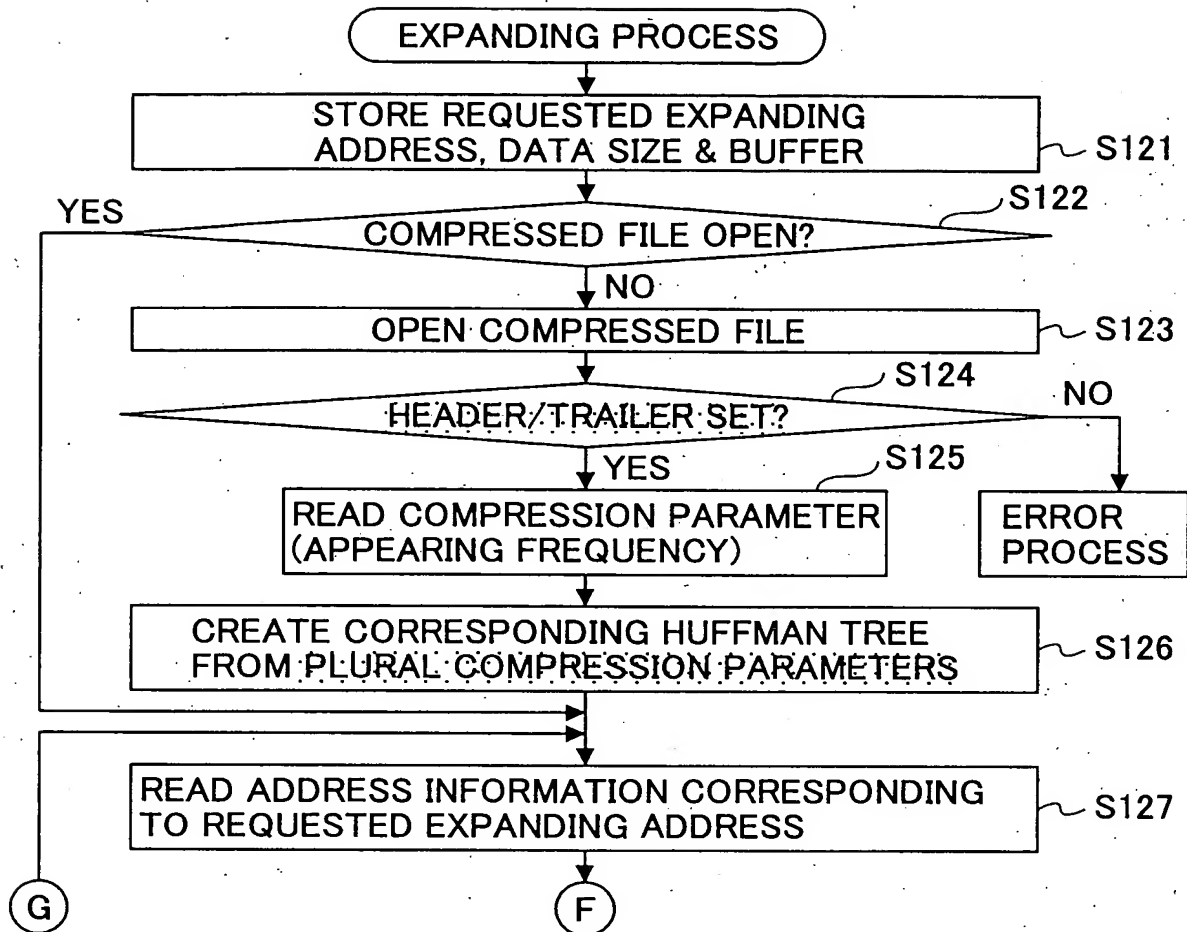 EXPANDING PROCESS
STORE REQUESTED EXPANDING
ADDRESS, DATA SIZE & BUFFER
S121
YES
S122
COMPRESSED FILE OPEN?
NO
OPEN COMPRESSED FILE
S123
S124
NO
HEADER/TRAILER SET?
YES
S125
READ COMPRESSION PARAMETER
(APPEARING FREQUENCY)
ERROR
PROCESS
CREATE CORRESPONDING HUFFMAN TREE
FROM PLURAL COMPRESSION PARAMETERS
S126
READ ADDRESS INFORMATION CORRESPONDING
TO REQUESTED EXPANDING ADDRESS
S127
G
F